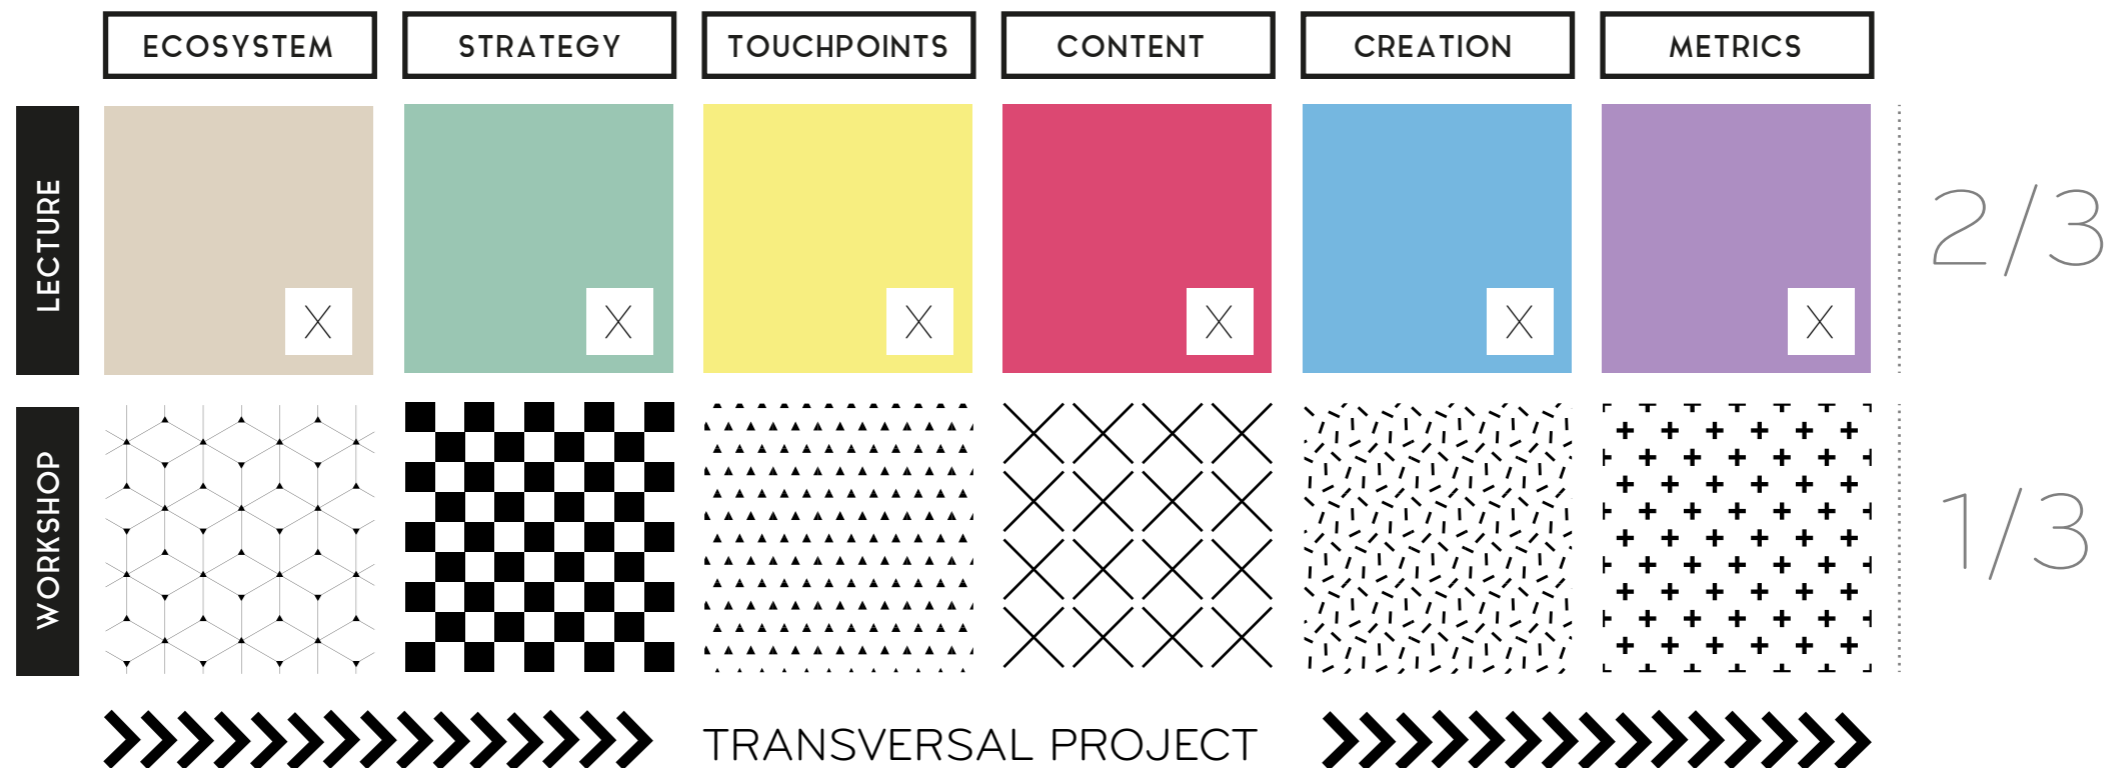 ECOSYSTEM STRATEGY TOUCHPOINTS CONTENT CREATION METRICS
LECTURE
X X X X X X
2/3
WORKSHOP
1/3
TRANSVERSAL PROJECT